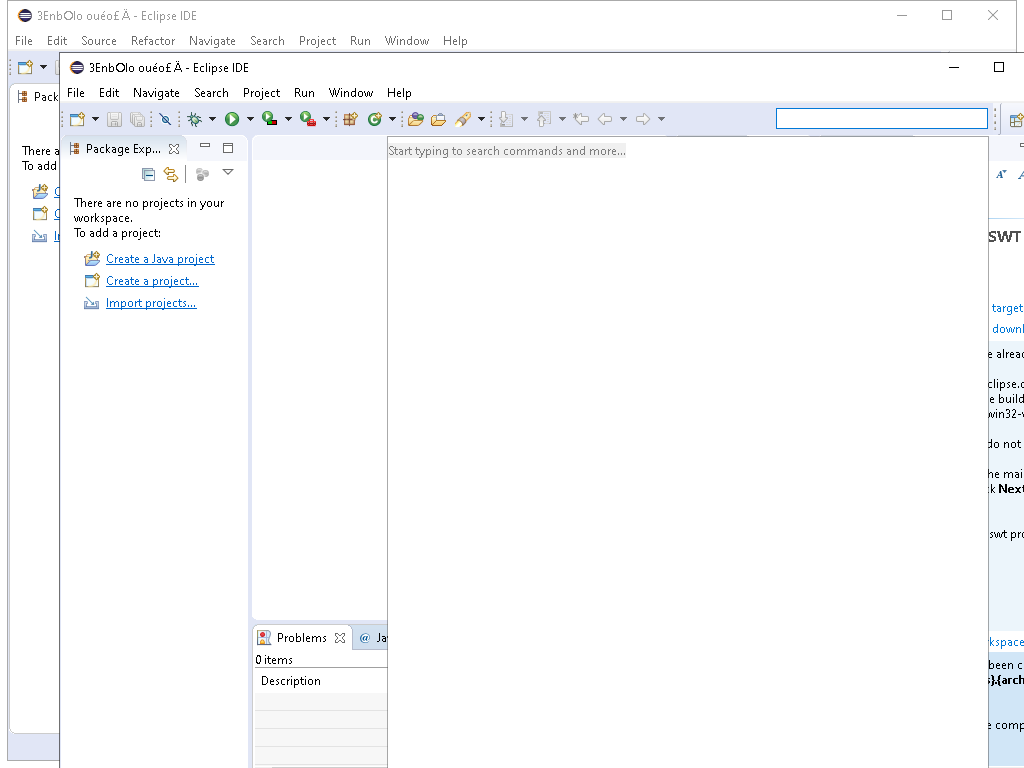 3EnbOlo ouéo£ Ä - Eclipse IDE
File Edit Source Refactor Navigate Search Project Run Window Help
3EnbOlo ouéo£ Ä - Eclipse IDE
File Edit Navigate Search Project Run Window Help
Pack
There a
To add
Package Exp...
There are no projects in your
workspace.
To add a project:
Create a Java project
Create a project...
Import projects...
Start typing to search commands and more...
Problems
@ Ja
0 items
Description
SWT
target
downl
e alread
clipse.o
e build
win32-
do not
he mai
k Next
swt pro
kspace
been c
s}.{arch
e comp